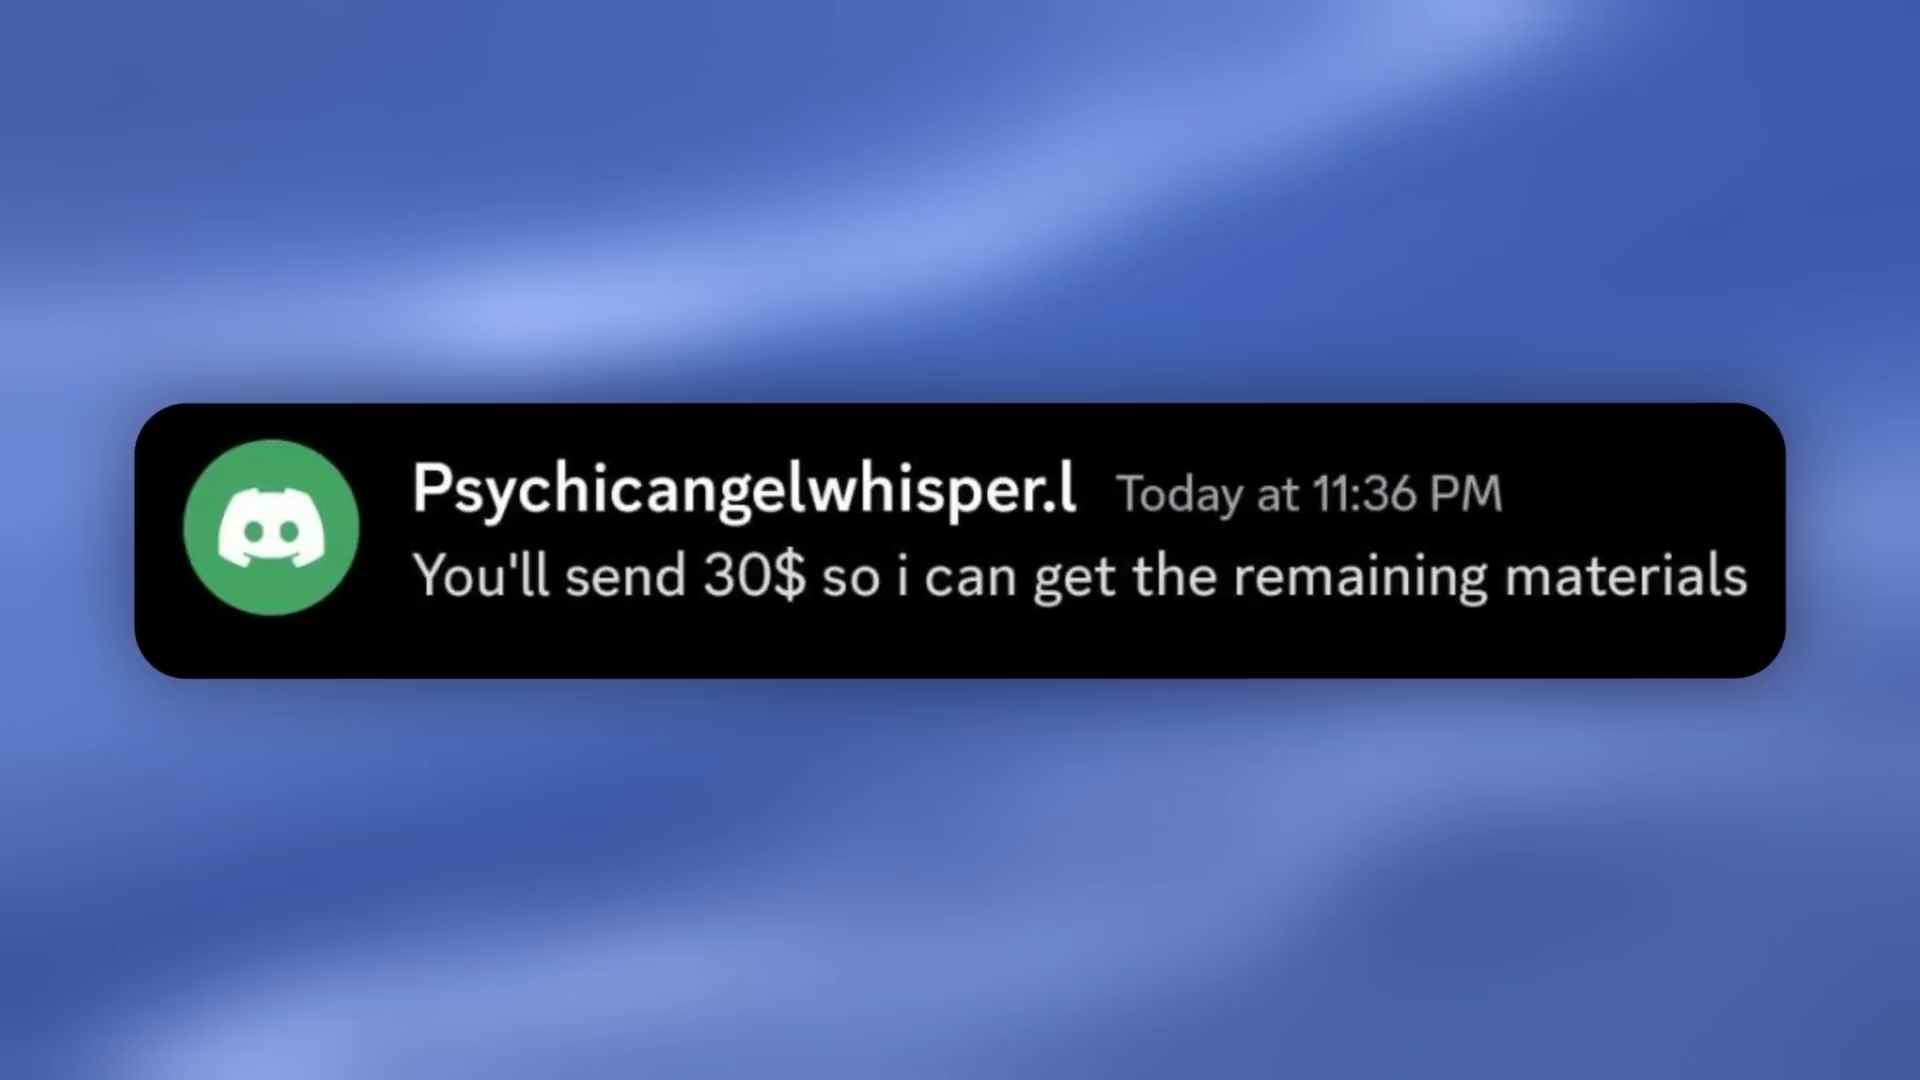 Psychicangelwhisper.l Today at 11:36 PM
You'll send 30$ so i can get the remaining materials